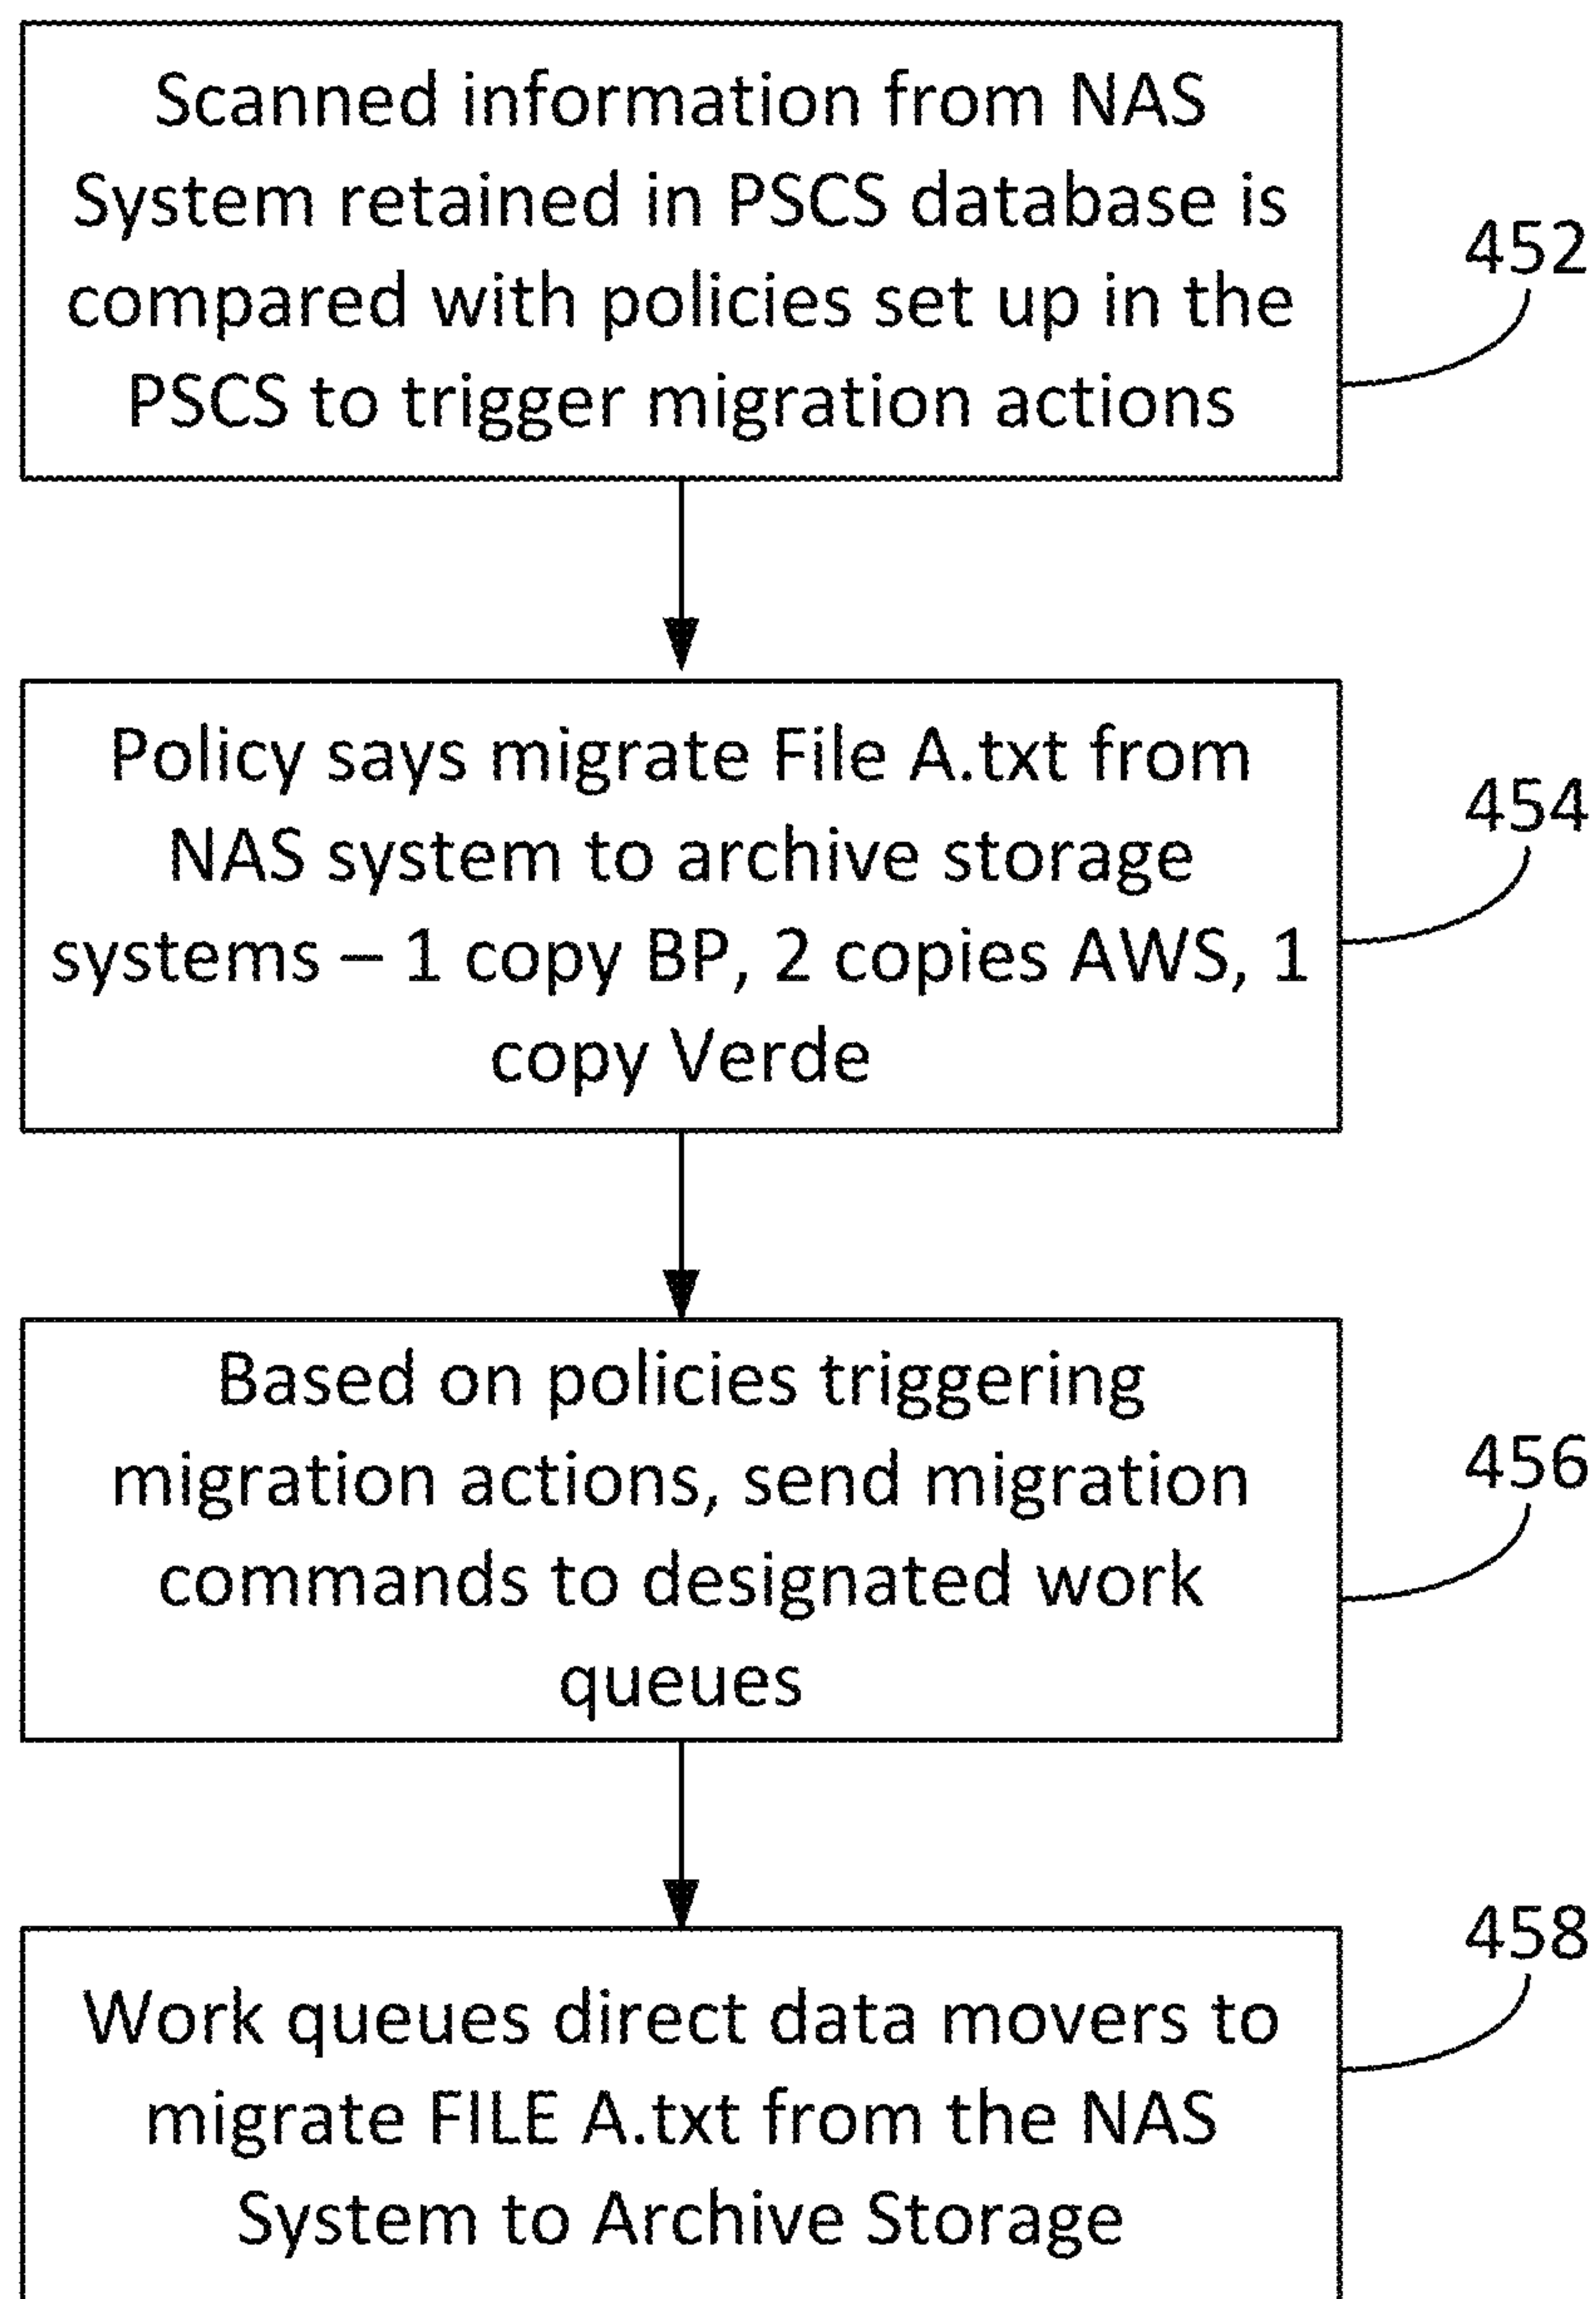 Scanned information from NAS
System retained in PSCS database is
compared with policies set up in the
PSCS to trigger migration actions
452
Policy says migrate File A.txt from
NAS system to archive storage
systems – 1 copy BP, 2 copies AWS, 1
copy Verde
454
Based on policies triggering
migration actions, send migration
commands to designated work
queues
456
Work queues direct data movers to
migrate FILE A.txt from the NAS
System to Archive Storage
458